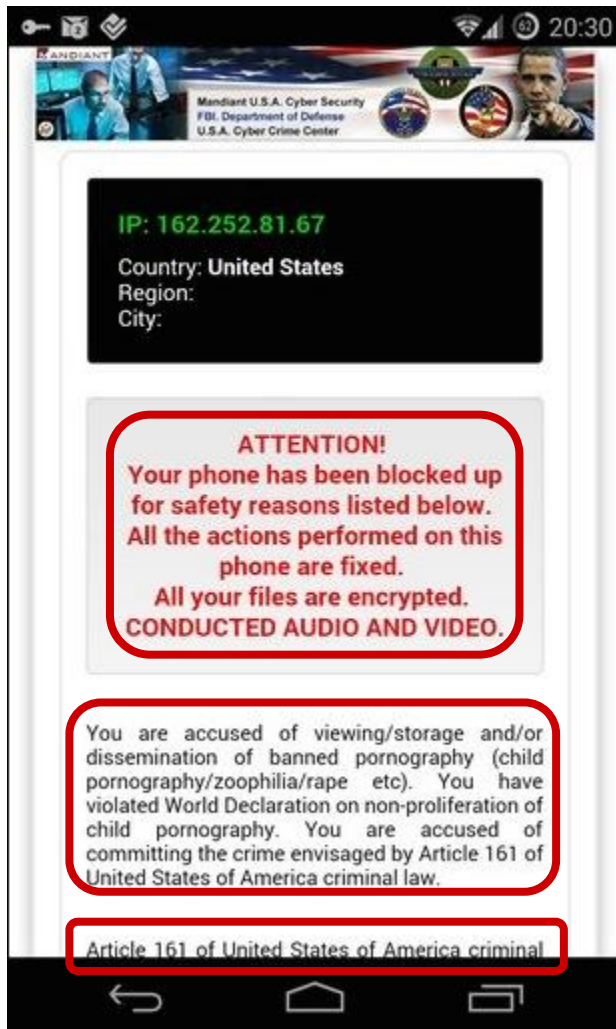 20:30
62
MANDIANT
Mandiant U.S.A. Cyber Security
FBI. Department of Defense
U.S.A. Cyber Crime Center
IP: 162.252.81.67
Country: United States
Region:
City:
ATTENTION!
Your phone has been blocked up
for safety reasons listed below.
All the actions performed on this
phone are fixed.
All your files are encrypted.
CONDUCTED AUDIO AND VIDEO.
You are accused of viewing/storage and/or
dissemination of banned pornography (child
pornography/zoophilia/rape etc). You have
violated World Declaration on non-proliferation of
child pornography. You are accused of
committing the crime envisaged by Article 161 of
United States of America criminal law.
Article 161 of United States of America criminal